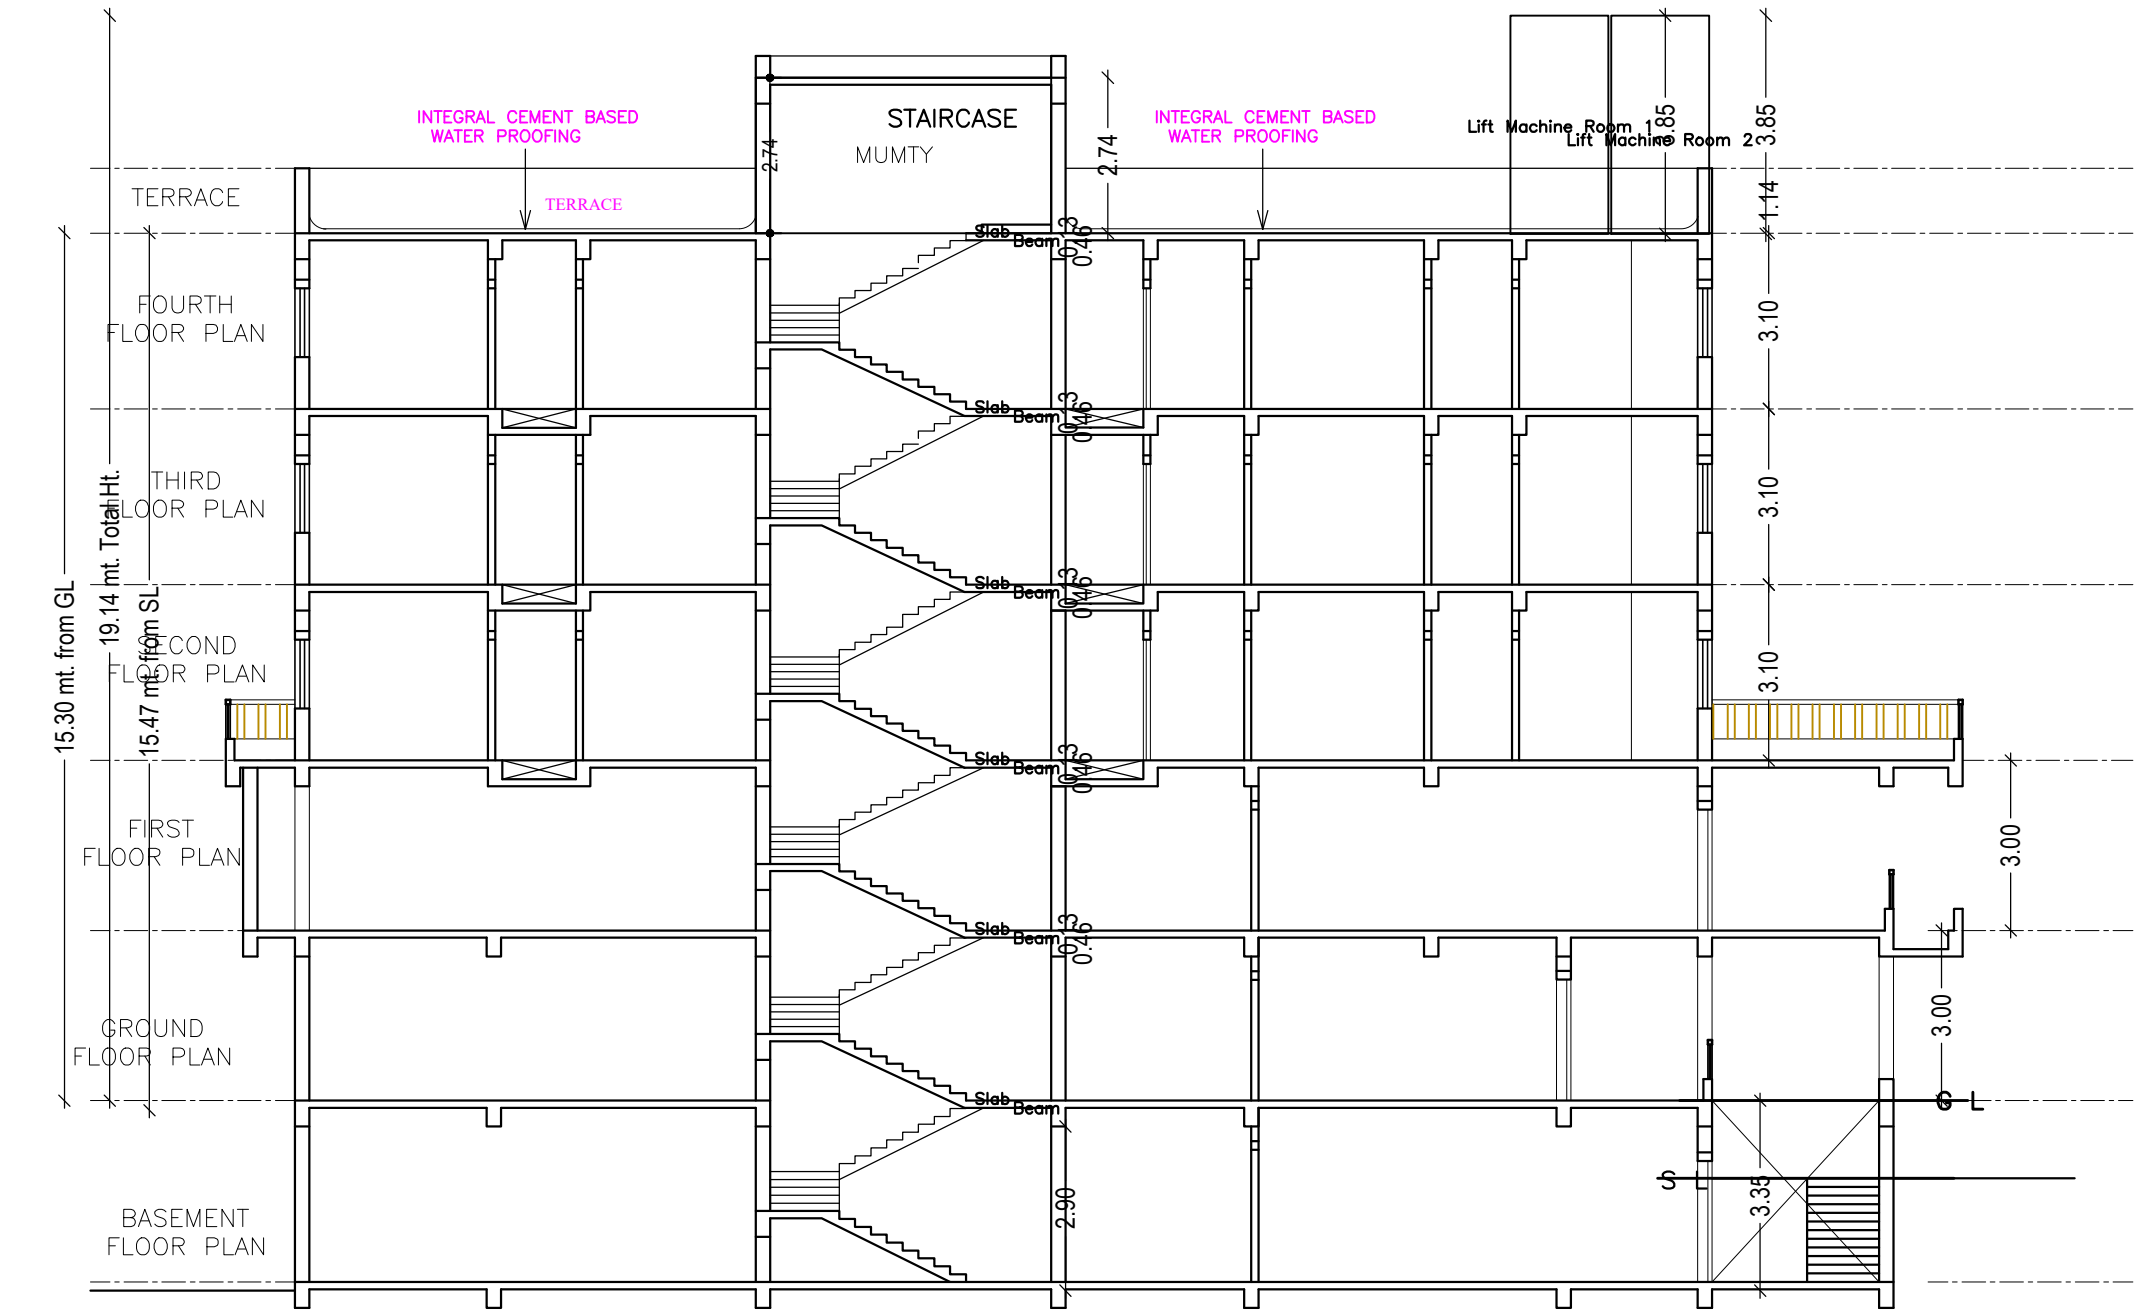 INTEGRAL CEMENT BASED
WATER PROOFING
STAIRCASE
MUMTY
INTEGRAL CEMENT BASED
WATER PROOFING
Lift Machine Room 1
Lift Machine Room 2
3.85
3.85
2.74
2.74
TERRACE
TERRACE
1.14
Slab
Beam
0.13
0.46
FOURTH
FLOOR PLAN
3.10
Slab
Beam
0.13
0.46
THIRD
FLOOR PLAN
3.10
Slab
Beam
0.13
0.46
SECOND
FLOOR PLAN
3.10
15.30 mt. from GL
19.14 mt. Total Ht.
15.47 mt. from SL
Slab
Beam
0.13
0.46
FIRST
FLOOR PLAN
3.00
Slab
Beam
0.13
0.46
GROUND
FLOOR PLAN
3.00
Slab
Beam
G L
S L
3.35
2.90
BASEMENT
FLOOR PLAN